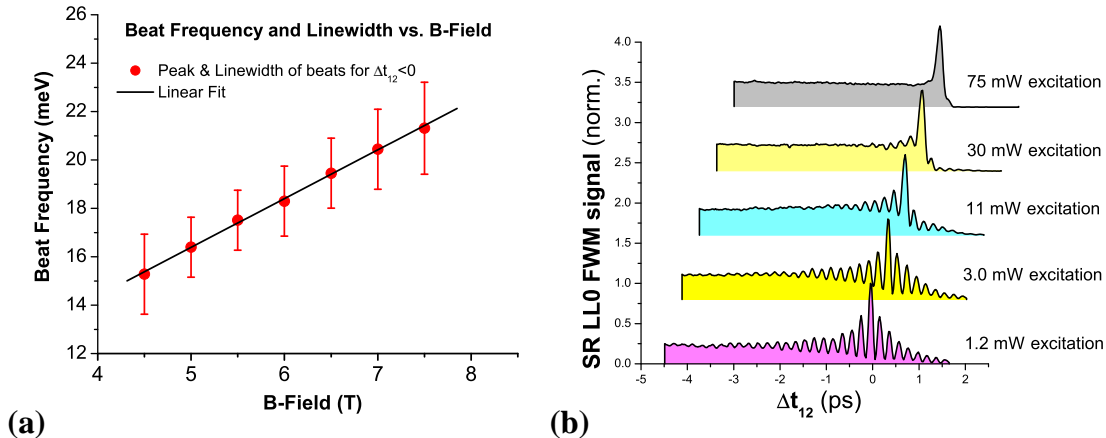 Beat Frequency and Linewidth vs. B-Field
Peak & Linewidth of beats for Δt12<0
Linear Fit
Beat Frequency (meV)
26
24
22
20
18
16
14
12
4 5 6 7 8
B-Field (T)
(a)
SR LL0 FWM signal (norm.)
4.0
3.5
3.0
2.5
2.0
1.5
1.0
0.5
0.0
75 mW excitation
30 mW excitation
11 mW excitation
3.0 mW excitation
1.2 mW excitation
-5 -4 -3 -2 -1 0 1 2
Δt12 (ps)
(b)